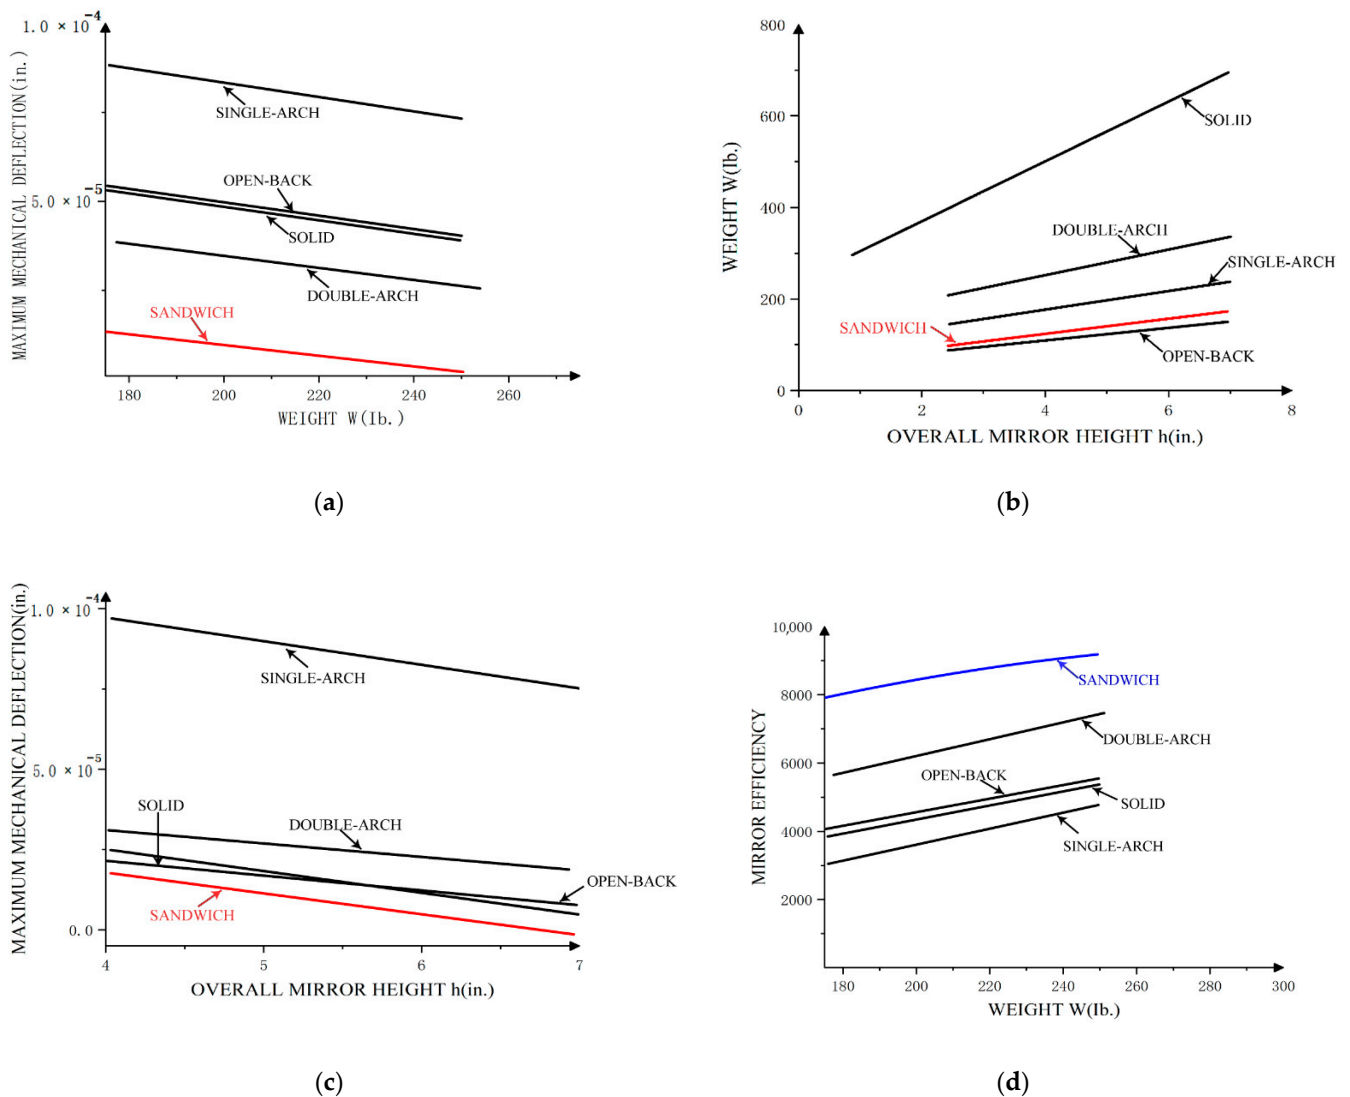 1.0 × 10-4
MAXIMUM MECHANICAL DEFLECTION(in.)
SINGLE-ARCH
OPEN-BACK
5.0 × 10-5
SOLID
DOUBLE-ARCH
SANDWICH
180 200 220 240 260
WEIGHT W(Ib.)
(a)
800
600
400
200
0
WEIGHT W(Ib.)
SOLID
DOUBLE-ARCH
SINGLE-ARCH
SANDWICH
OPEN-BACK
0 2 4 6 8
OVERALL MIRROR HEIGHT h(in.)
(b)
1.0 × 10-4
MAXIMUM MECHANICAL DEFLECTION(in.)
SINGLE-ARCH
5.0 × 10-5
SOLID
DOUBLE-ARCH
OPEN-BACK
SANDWICH
0.0
4 5 6 7
OVERALL MIRROR HEIGHT h(in.)
(c)
10,000
8000
6000
4000
2000
MIRROR EFFICIENCY
SANDWICH
DOUBLE-ARCH
OPEN-BACK
SOLID
SINGLE-ARCH
180 200 220 240 260 280 300
WEIGHT W(Ib.)
(d)